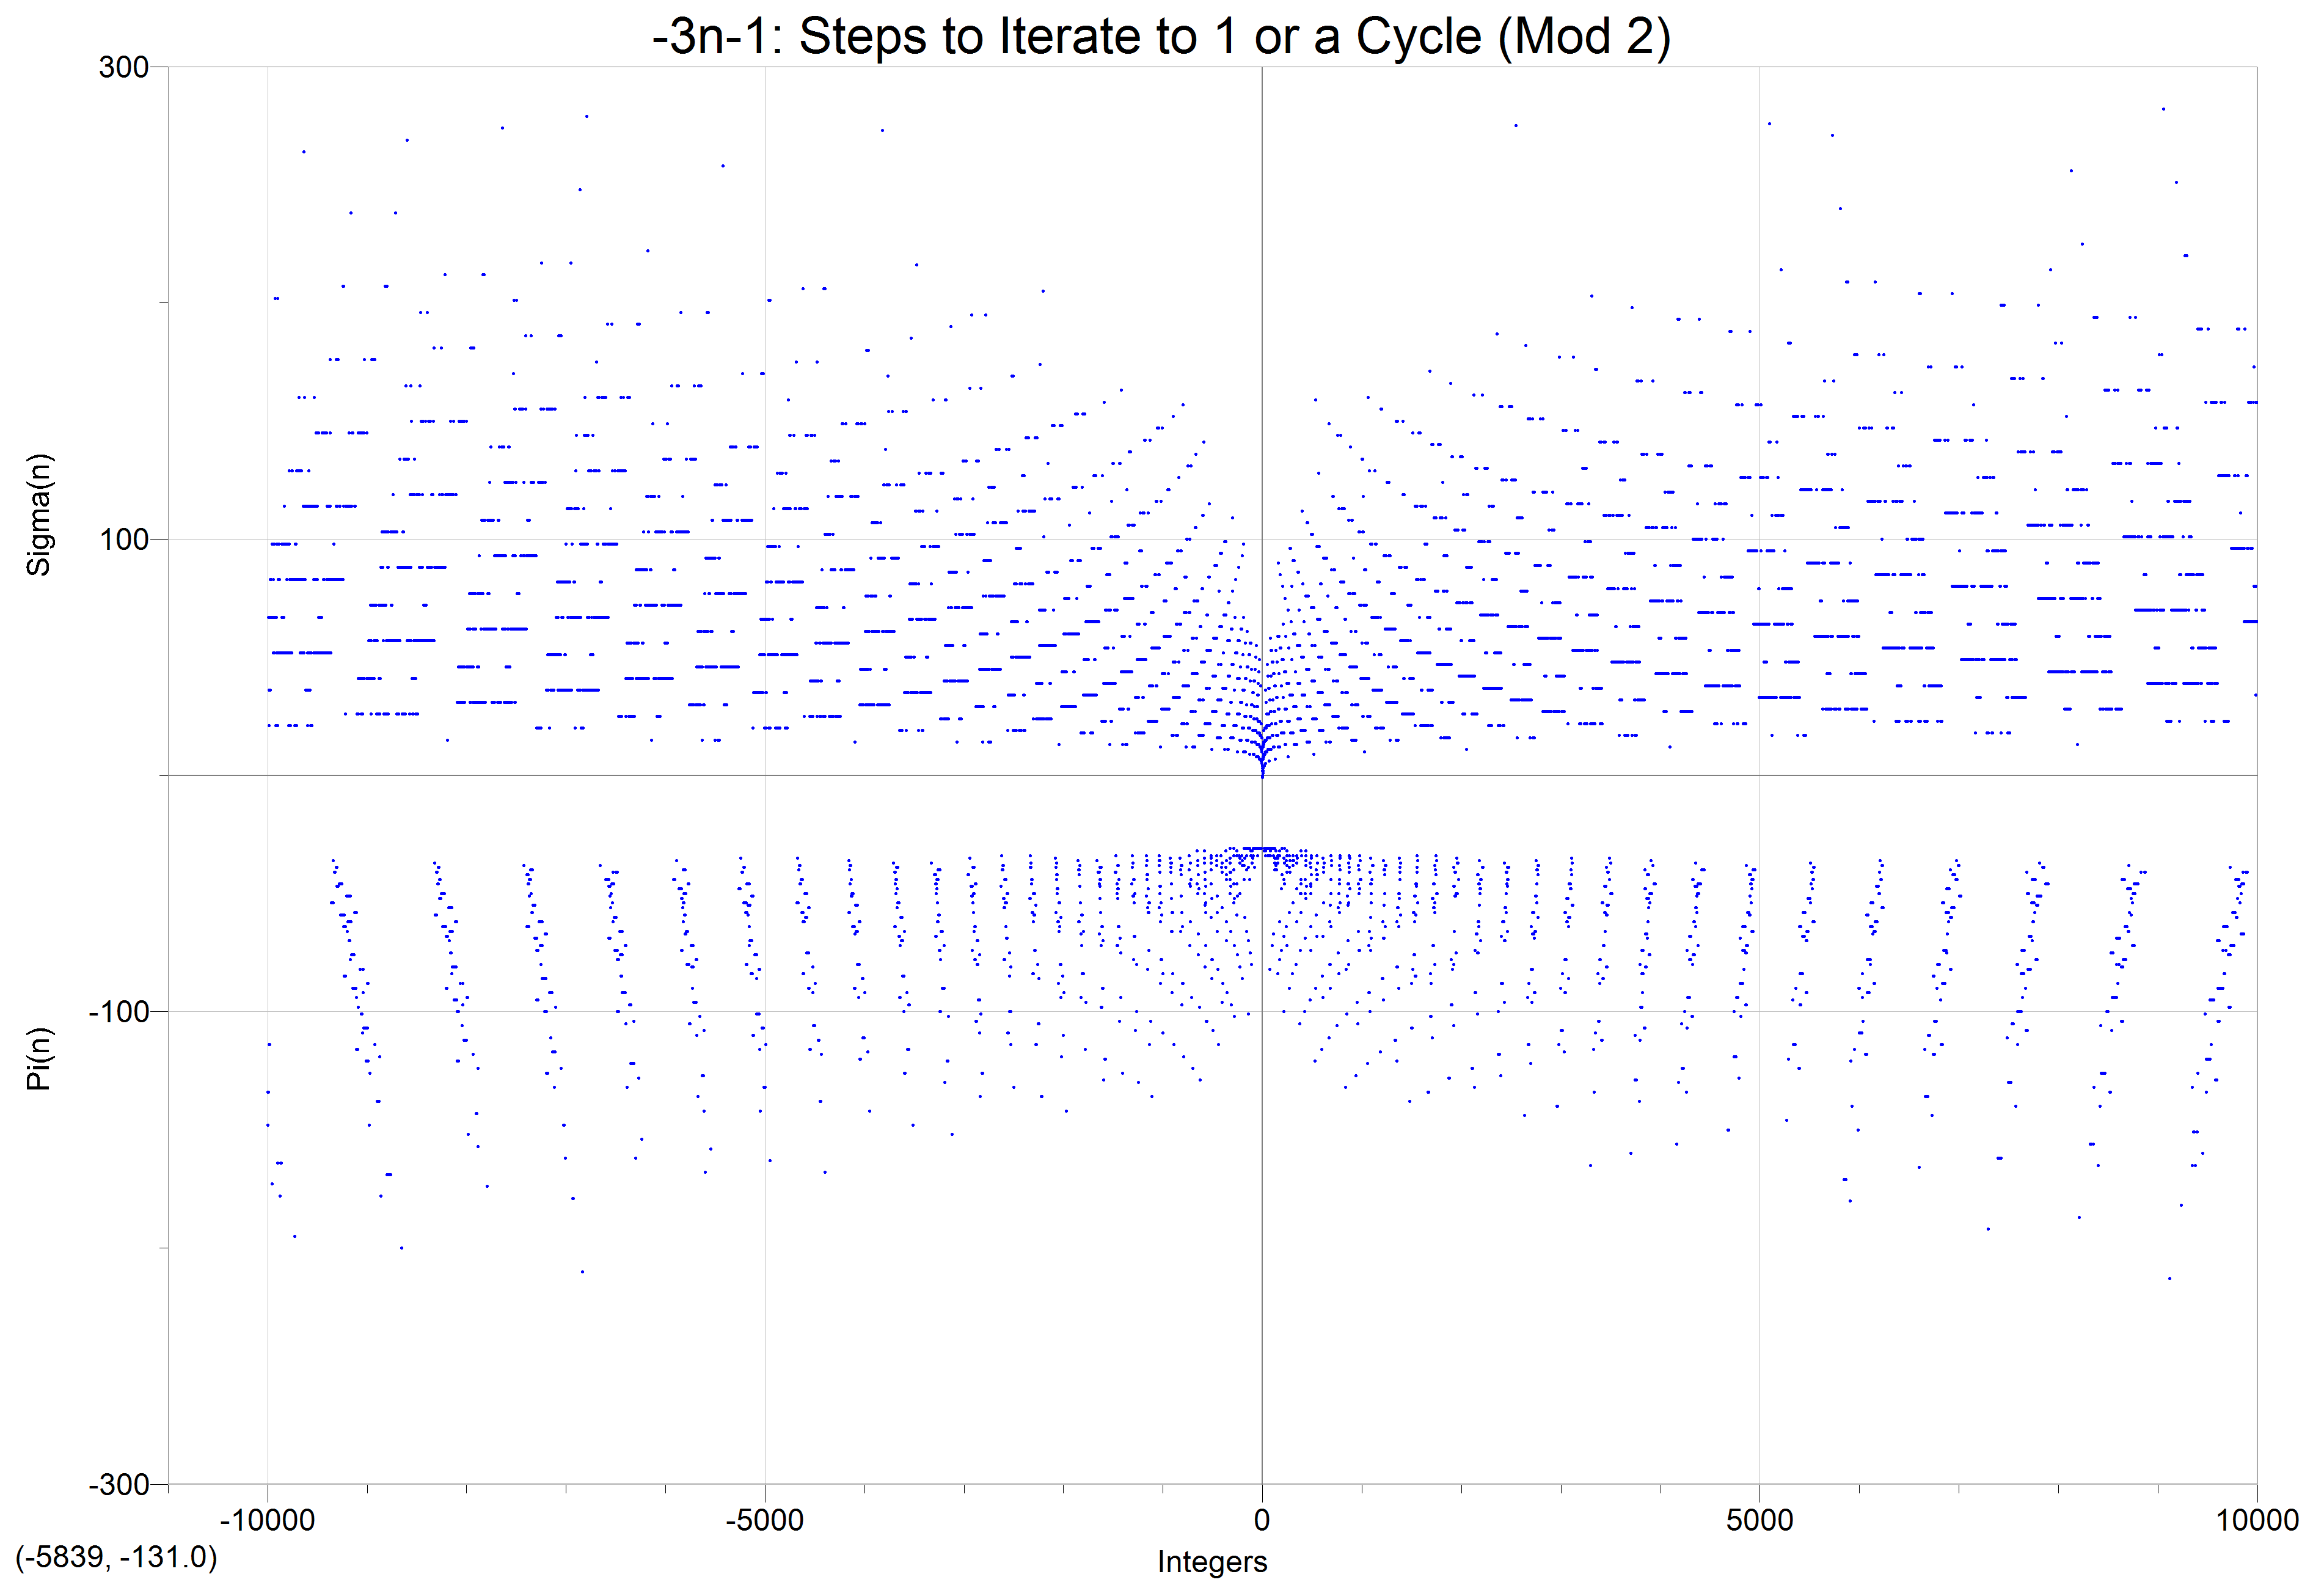 -3n-1: Steps to Iterate to 1 or a Cycle (Mod 2)
300
Sigma(n)
100
-100
Pi(n)
-300
-10000
-5000
0
5000
10000
(-5839, -131.0)
Integers